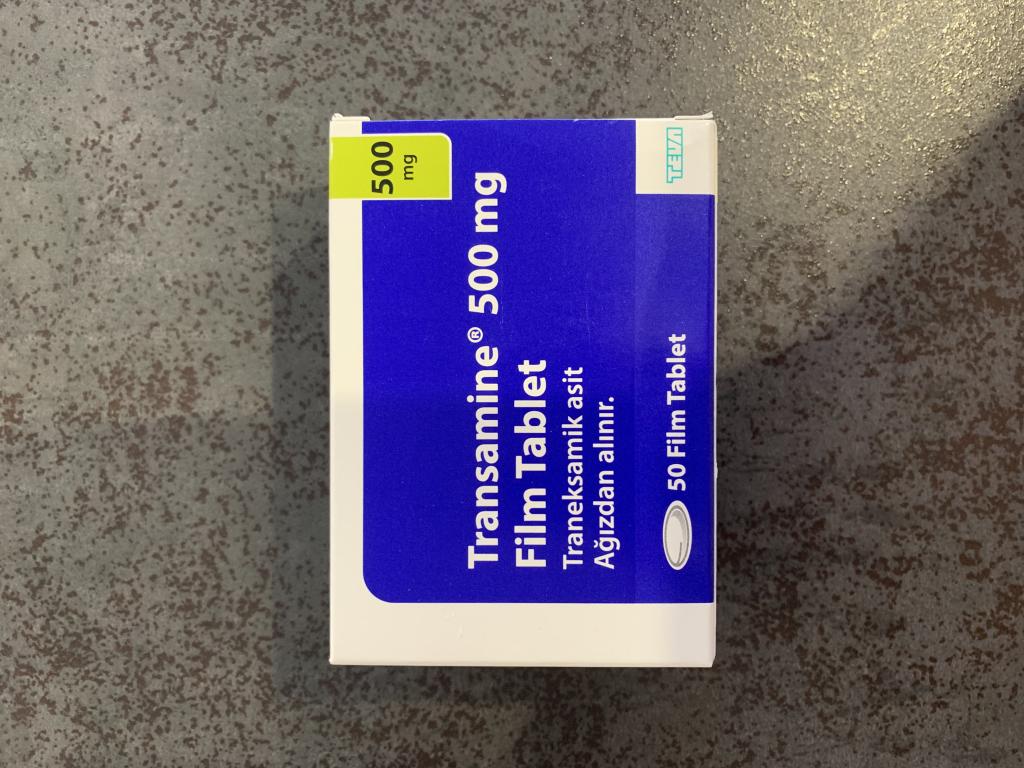 500
mg
TEVA
Transamine® 500 mg
Film Tablet
Traneksamik asit
Ağızdan alınır.
50 Film Tablet